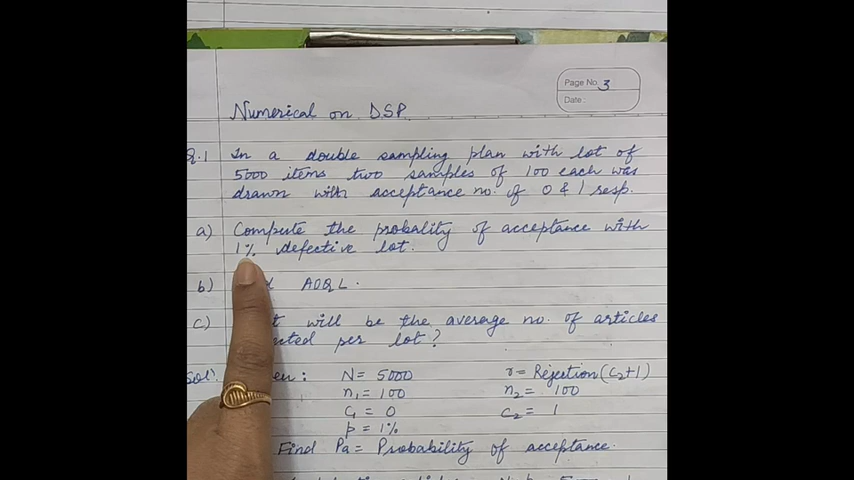 Page No. 3
Date:
Numerical on DSP
Q.1 In a double sampling plan with lot of
5000 items two samples of 100 each was
drawn with acceptance no. of 0 & 1 resp.
a) Compute the probality of acceptance with
1% defective lot.
b) AOQL.
c) will be the average no. of articles
per lot?
Sol:
N = 5000 r = Rejection (c2+1)
n1 = 100 n2 = 100
c1 = 0 c2 = 1
p = 1%
Find Pa = Probability of acceptance.